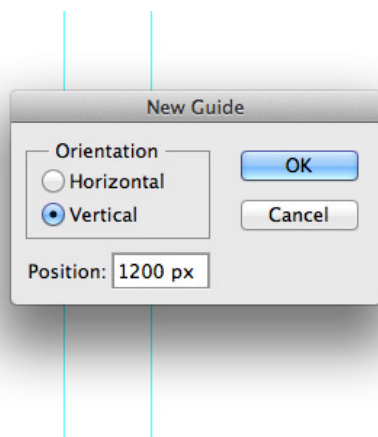 New Guide
Orientation
Horizontal
Vertical
OK
Cancel
Position: 1200 px